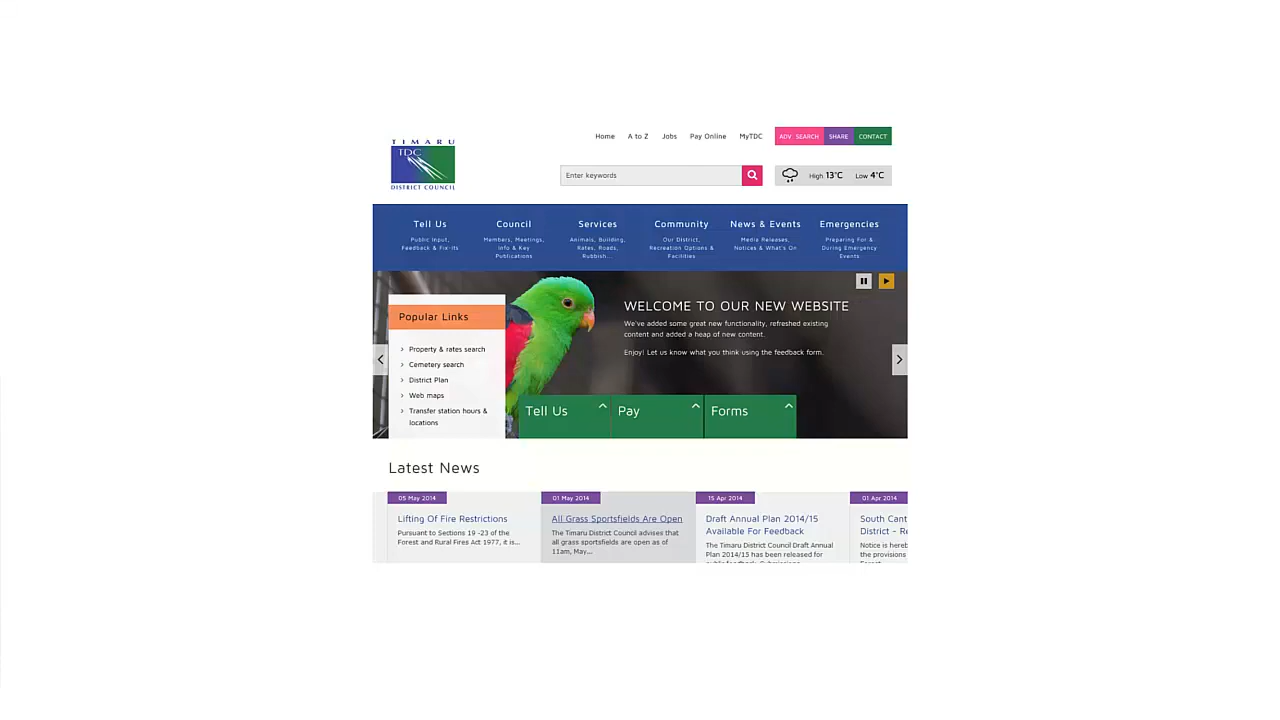 Home A to Z Jobs Pay Online MyTDC ADV. SEARCH SHARE CONTACT
TIMARU
TDC
DISTRICT COUNCIL
Enter keywords
High 13°C Low 4°C
Tell Us
Public Input,
Feedback & Fix-its
Council
Members, Meetings,
Info & Key
Publications
Services
Animals, Building,
Rates, Roads,
Rubbish...
Community
Our District,
Recreation Options &
Facilities
News & Events
Media Releases,
Notices & What's On
Emergencies
Preparing For &
During Emergency
Events
Popular Links
Property & rates search
Cemetery search
District Plan
Web maps
Transfer station hours &
locations
WELCOME TO OUR NEW WEBSITE
We've added some great new functionality, refreshed existing
content and added a heap of new content.
Enjoy! Let us know what you think using the feedback form.
Tell Us
Pay
Forms
Latest News
05 May 2014
Lifting Of Fire Restrictions
Pursuant to Sections 19 -23 of the
Forest and Rural Fires Act 1977, it is...
01 May 2014
All Grass Sportsfields Are Open
The Timaru District Council advises that
all grass sportsfields are open as of
11am, May...
15 Apr 2014
Draft Annual Plan 2014/15
Available For Feedback
The Timaru District Council Draft Annual
Plan 2014/15 has been released for
01 Apr 2014
South Cant
District - Re
Notice is hereb
the provisions